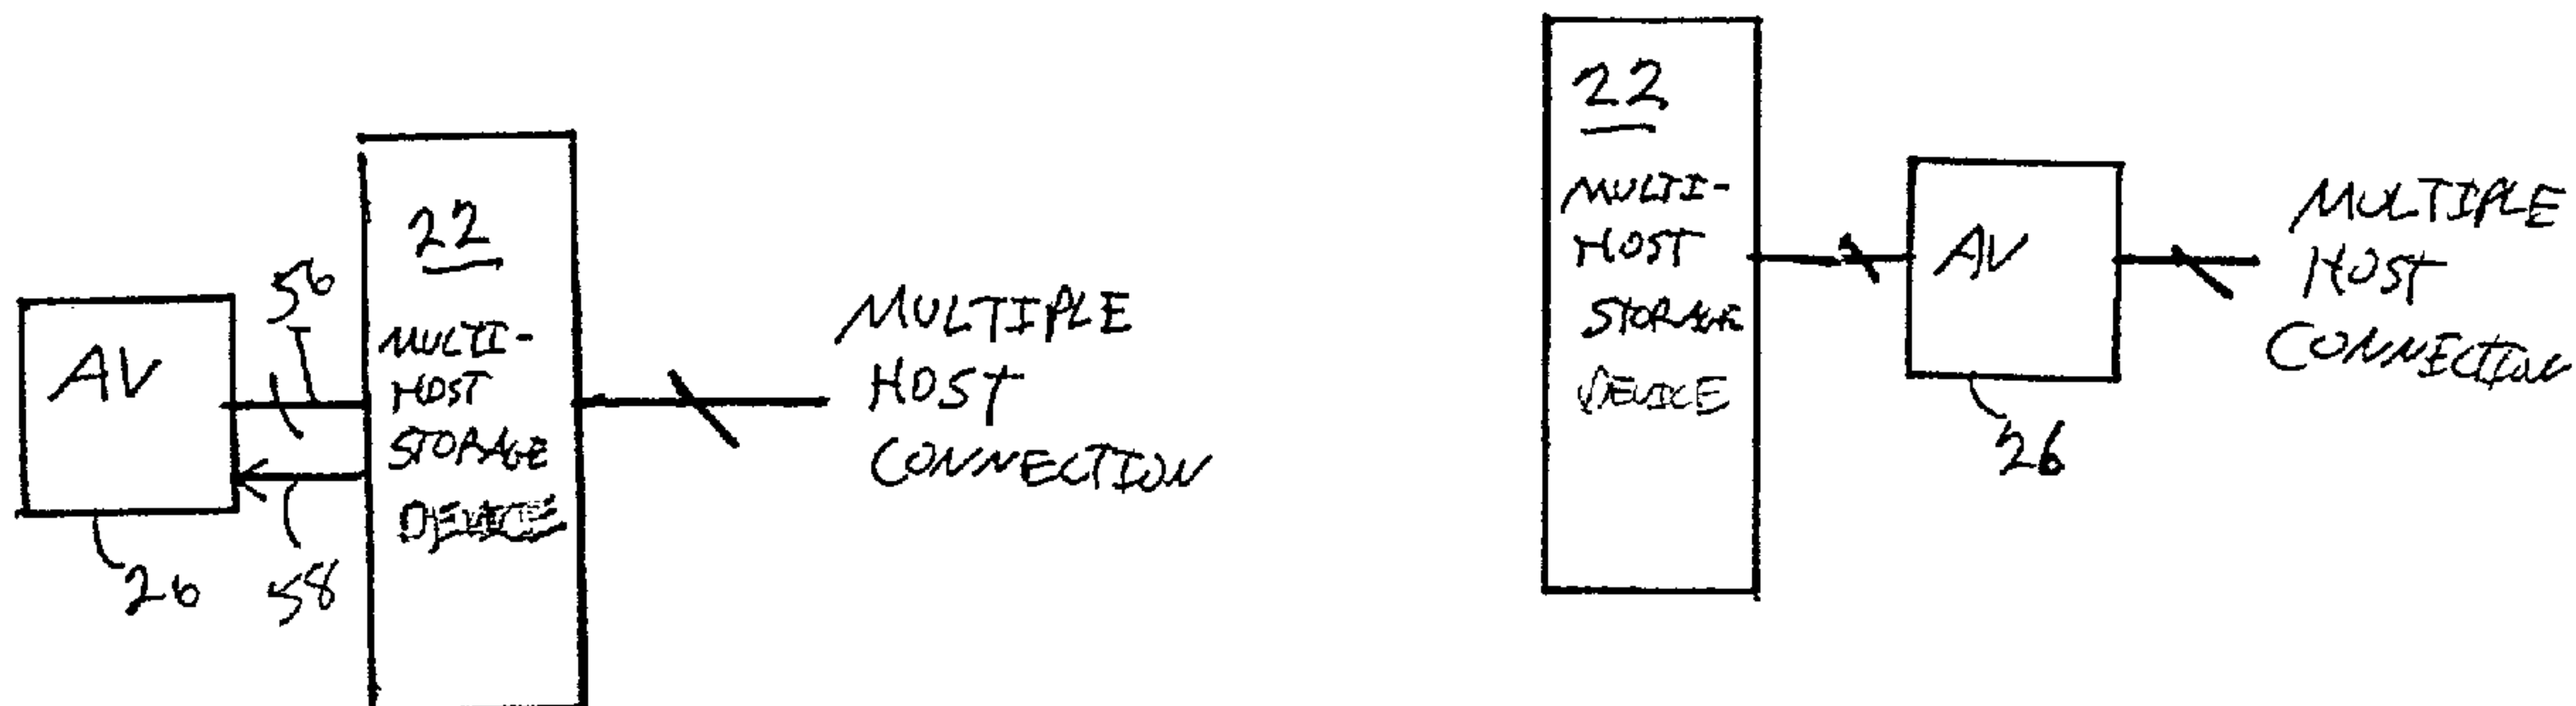 AV
26
56
58
22
MULTI-
HOST
STORAGE
DEVICE
MULTIPLE
HOST
CONNECTION
22
MULTI-
HOST
STORAGE
DEVICE
AV
26
MULTIPLE
HOST
CONNECTION